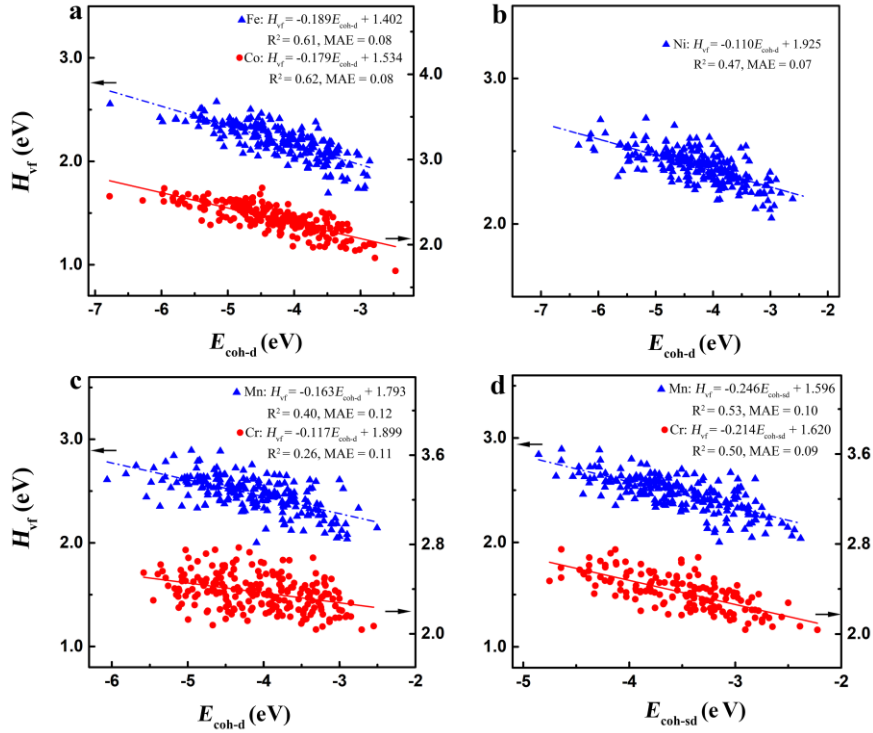 a
Fe: Hvf = -0.189Ecoh-d + 1.402
R² = 0.61, MAE = 0.08
Co: Hvf = -0.179Ecoh-d + 1.534
R² = 0.62, MAE = 0.08
3.0
2.0
1.0
4.0
3.0
2.0
Hvf (eV)
-7 -6 -5 -4 -3
Ecoh-d (eV)
b
Ni: Hvf = -0.110Ecoh-d + 1.925
R² = 0.47, MAE = 0.07
3.0
2.0
-7 -6 -5 -4 -3 -2
Ecoh-d (eV)
c
Mn: Hvf = -0.163Ecoh-d + 1.793
R² = 0.40, MAE = 0.12
Cr: Hvf = -0.117Ecoh-d + 1.899
R² = 0.26, MAE = 0.11
3.0
2.0
1.0
3.6
2.8
2.0
Hvf (eV)
-6 -5 -4 -3 -2
Ecoh-d (eV)
d
Mn: Hvf = -0.246Ecoh-sd + 1.596
R² = 0.53, MAE = 0.10
Cr: Hvf = -0.214Ecoh-sd + 1.620
R² = 0.50, MAE = 0.09
3.0
2.0
1.0
3.6
2.8
2.0
-5 -4 -3 -2
Ecoh-sd (eV)